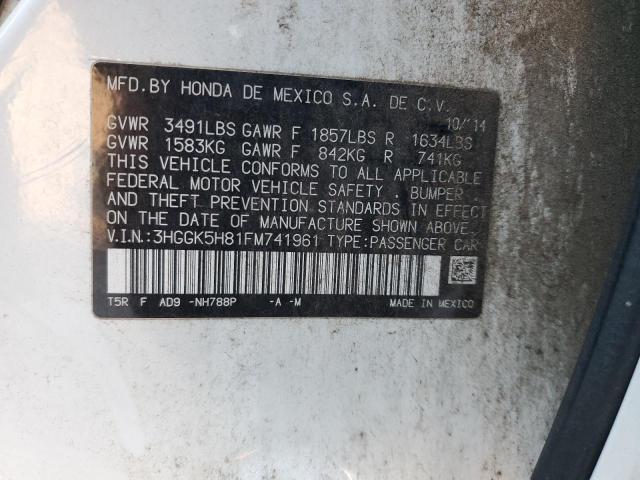 MFD.BY HONDA DE MEXICO S.A. DE C.V.
10/'14
GVWR 3491LBS GAWR F 1857LBS R 1634LBS
GVWR 1583KG GAWR F 842KG R 741KG
THIS VEHICLE CONFORMS TO ALL APPLICABLE
FEDERAL MOTOR VEHICLE SAFETY , BUMPER ,
AND THEFT PREVENTION STANDARDS IN EFFECT
ON THE DATE OF MANUFACTURE SHOWN ABOVE.
V.I.N.:3HGGK5H81FM741961 TYPE:PASSENGER CAR
T5R F AD9 -NH788P -A -M MADE IN MEXICO